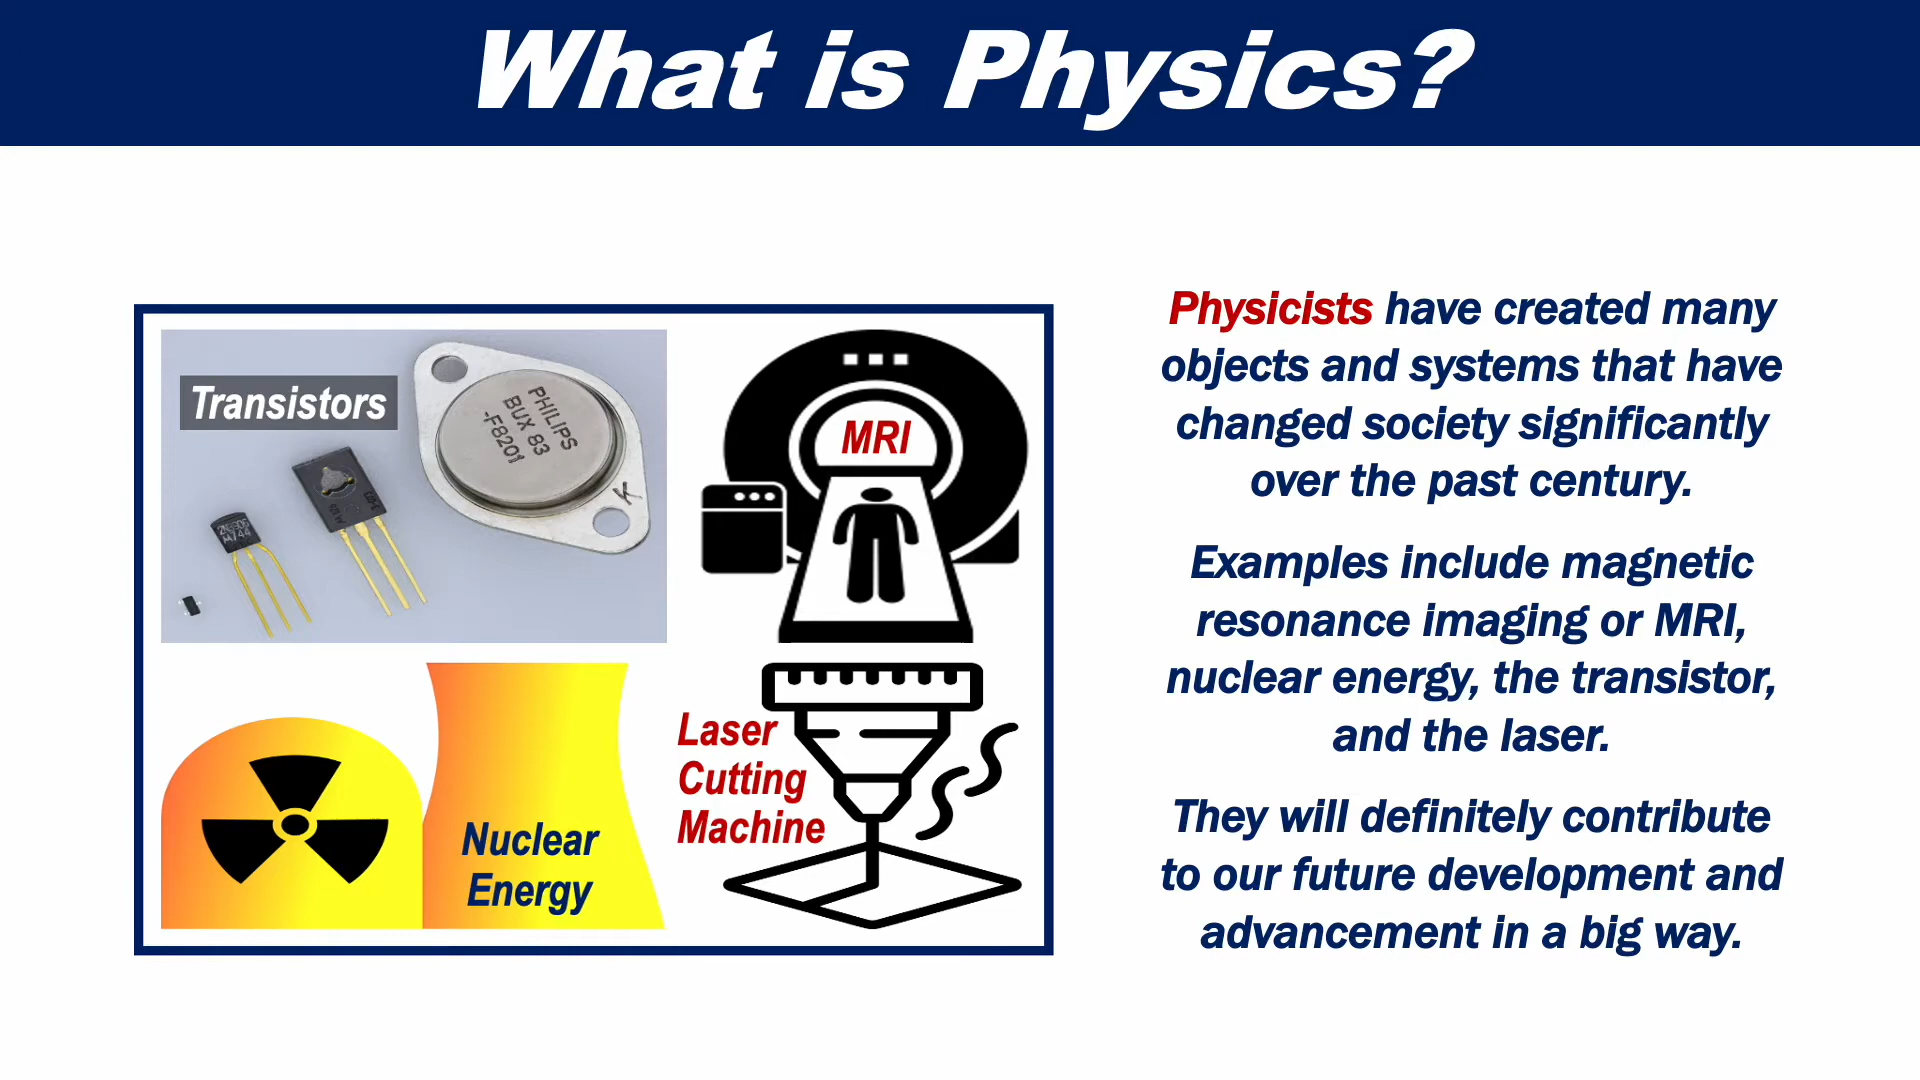 What is Physics?
Transistors
PHILIPS
BUX 83
-F8201
K
MRI
Laser
Cutting
Machine
Nuclear
Energy
Physicists have created many
objects and systems that have
changed society significantly
over the past century.
Examples include magnetic
resonance imaging or MRI,
nuclear energy, the transistor,
and the laser.
They will definitely contribute
to our future development and
advancement in a big way.